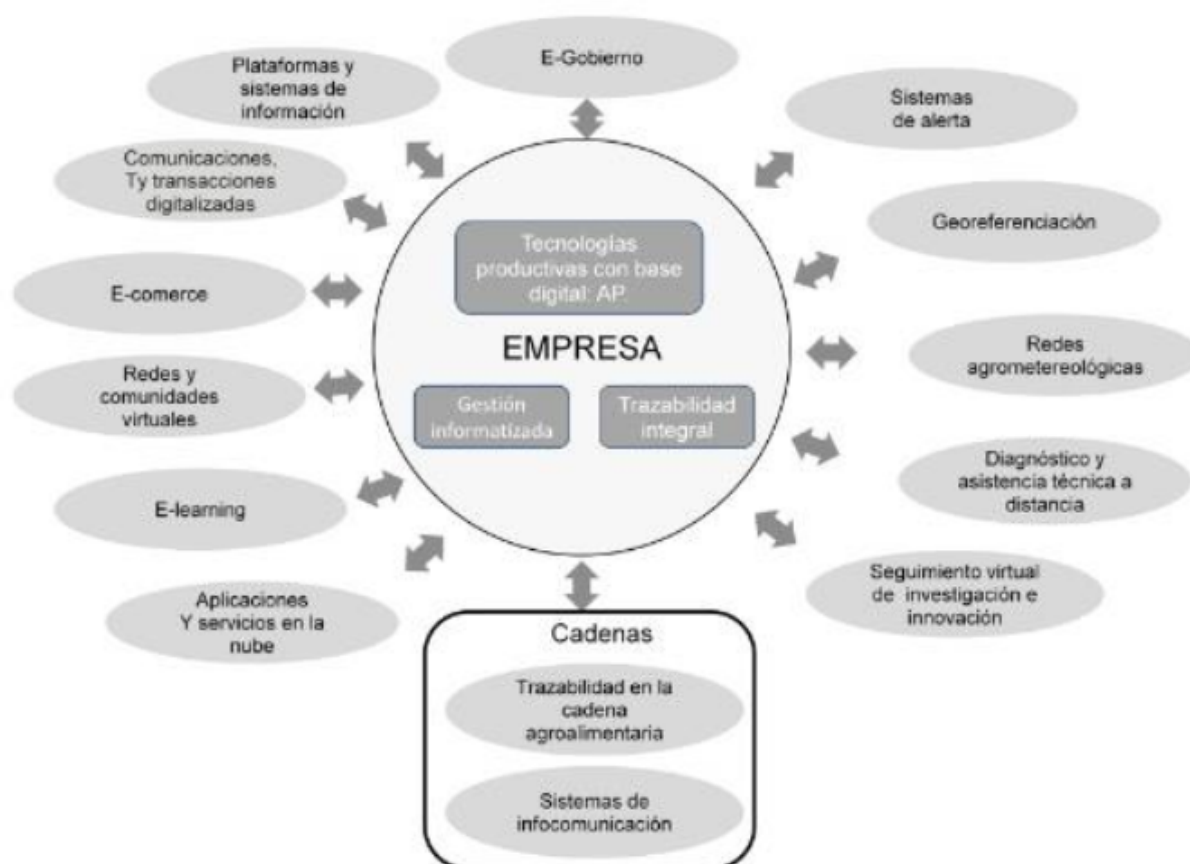 E-Gobierno
Plataformas y
sistemas de
información
Sistemas
de alerta
Comunicaciones,
Ty transacciones
digitalizadas
Georeferenciación
Tecnologías
productivas con base
digital: AP.
E-comerce
EMPRESA
Redes
agrometereológicas
Redes y
comunidades
virtuales
Gestión
informatizada
Trazabilidad
integral
Diagnóstico y
asistencia técnica a
distancia
E-learning
Seguimiento virtual
de investigación e
innovación
Aplicaciones
Y servicios en la
nube
Cadenas
Trazabilidad en la
cadena
agroalimentaria
Sistemas de
infocomunicación